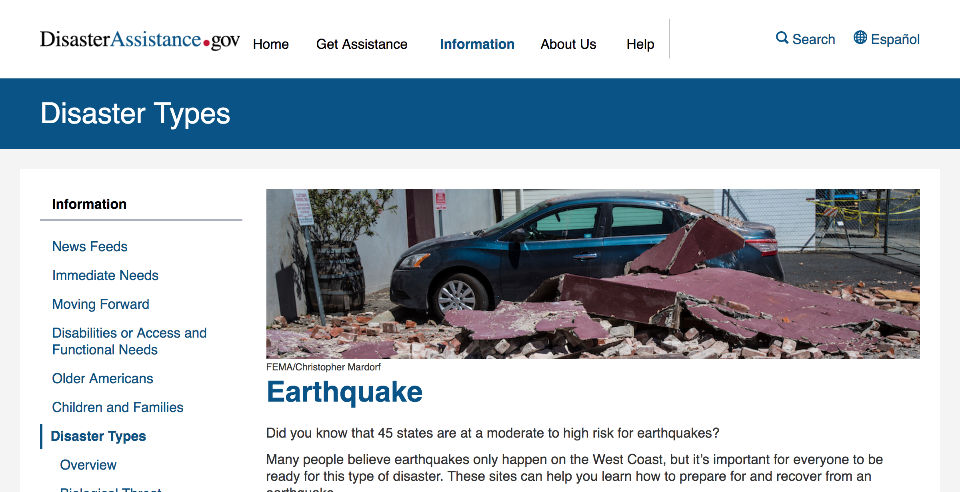 DisasterAssistance.gov
Home Get Assistance Information About Us Help
Search Español
Disaster Types
Information
News Feeds
Immediate Needs
Moving Forward
Disabilities or Access and
Functional Needs
Older Americans
Children and Families
Disaster Types
Overview
FEMA/Christopher Mardorf
Earthquake
Did you know that 45 states are at a moderate to high risk for earthquakes?
Many people believe earthquakes only happen on the West Coast, but it's important for everyone to be
ready for this type of disaster. These sites can help you learn how to prepare for and recover from an